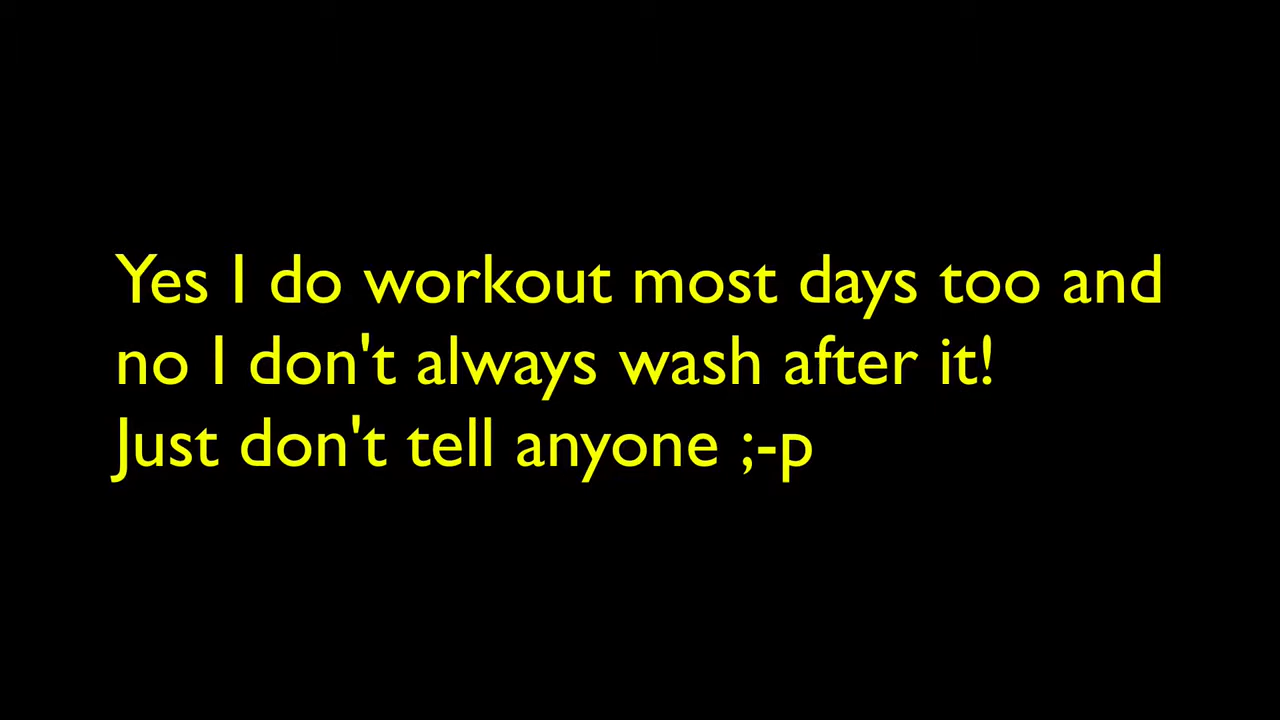 Yes I do workout most days too and
no I don't always wash after it!
Just don't tell anyone ;-p